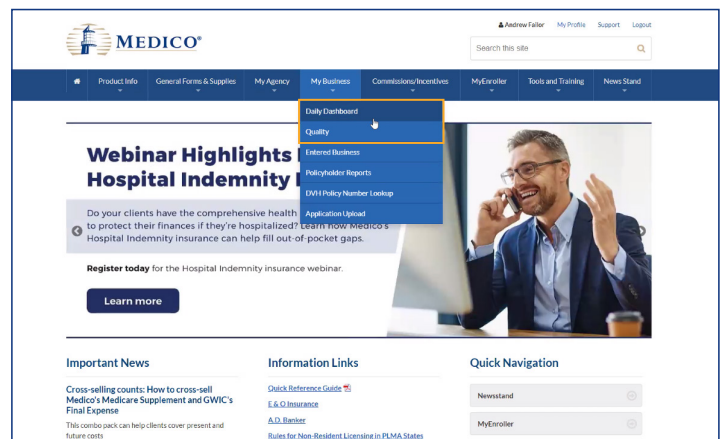 Andrew Failor My Profile Support Logout
MEDICO®
Search this site
Product Info General Forms & Supplies My Agency My Business Commissions/Incentives MyEnroller Tools and Training News Stand
Daily Dashboard
Quality
Entered Business
Policyholder Reports
DVH Policy Number Lookup
Application Upload
Webinar Highlights
Hospital Indemnity
Do your clients have the comprehensive health
to protect their finances if they're hospitalized? Learn how Medico's
Hospital Indemnity insurance can help fill out-of-pocket gaps.
Register today for the Hospital Indemnity insurance webinar.
Learn more
Important News
Cross-selling counts: How to cross-sell
Medico's Medicare Supplement and GWIC's
Final Expense
This combo pack can help clients cover present and
future costs
Information Links
Quick Reference Guide
E & O Insurance
A.D. Banker
Rules for Non-Resident Licensing in PLMA States
Quick Navigation
Newsstand
MyEnroller